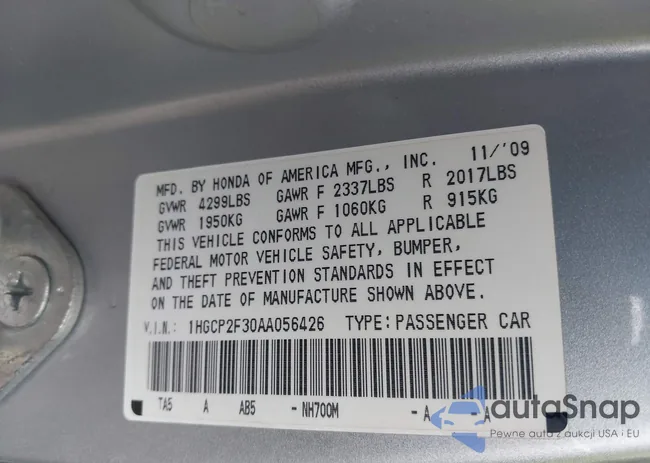 MFD. BY HONDA OF AMERICA MFG., INC. 11/'09
GVWR 4299LBS GAWR F 2337LBS R 2017LBS
GVWR 1950KG GAWR F 1060KG R 915KG
THIS VEHICLE CONFORMS TO ALL APPLICABLE
FEDERAL MOTOR VEHICLE SAFETY, BUMPER,
AND THEFT PREVENTION STANDARDS IN EFFECT
ON THE DATE OF MANUFACTURE SHOWN ABOVE.
V.I.N.: 1HGCP2F30AA056426 TYPE: PASSENGER CAR
TA5 A AB5 -NH700M -A -A
autoSnap
Pewne auta z aukcji USA i EU